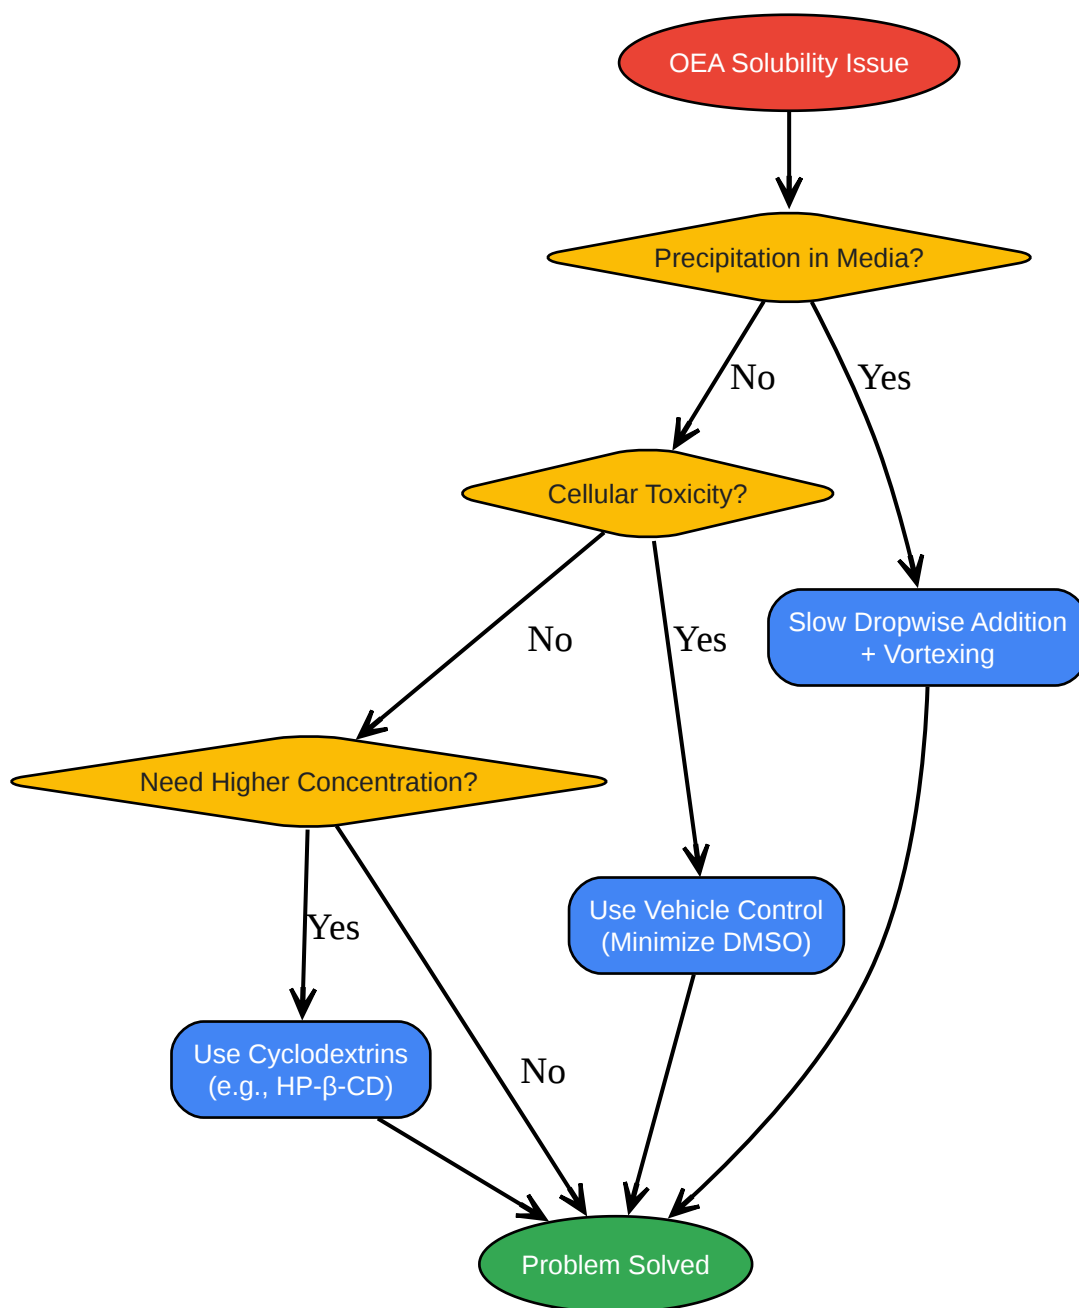 OEA Solubility Issue
Precipitation in Media?
No
Yes
Cellular Toxicity?
No
Yes
Slow Dropwise Addition
+ Vortexing
Need Higher Concentration?
Yes
Use Vehicle Control
(Minimize DMSO)
Use Cyclodextrins
(e.g., HP-β-CD)
No
Problem Solved